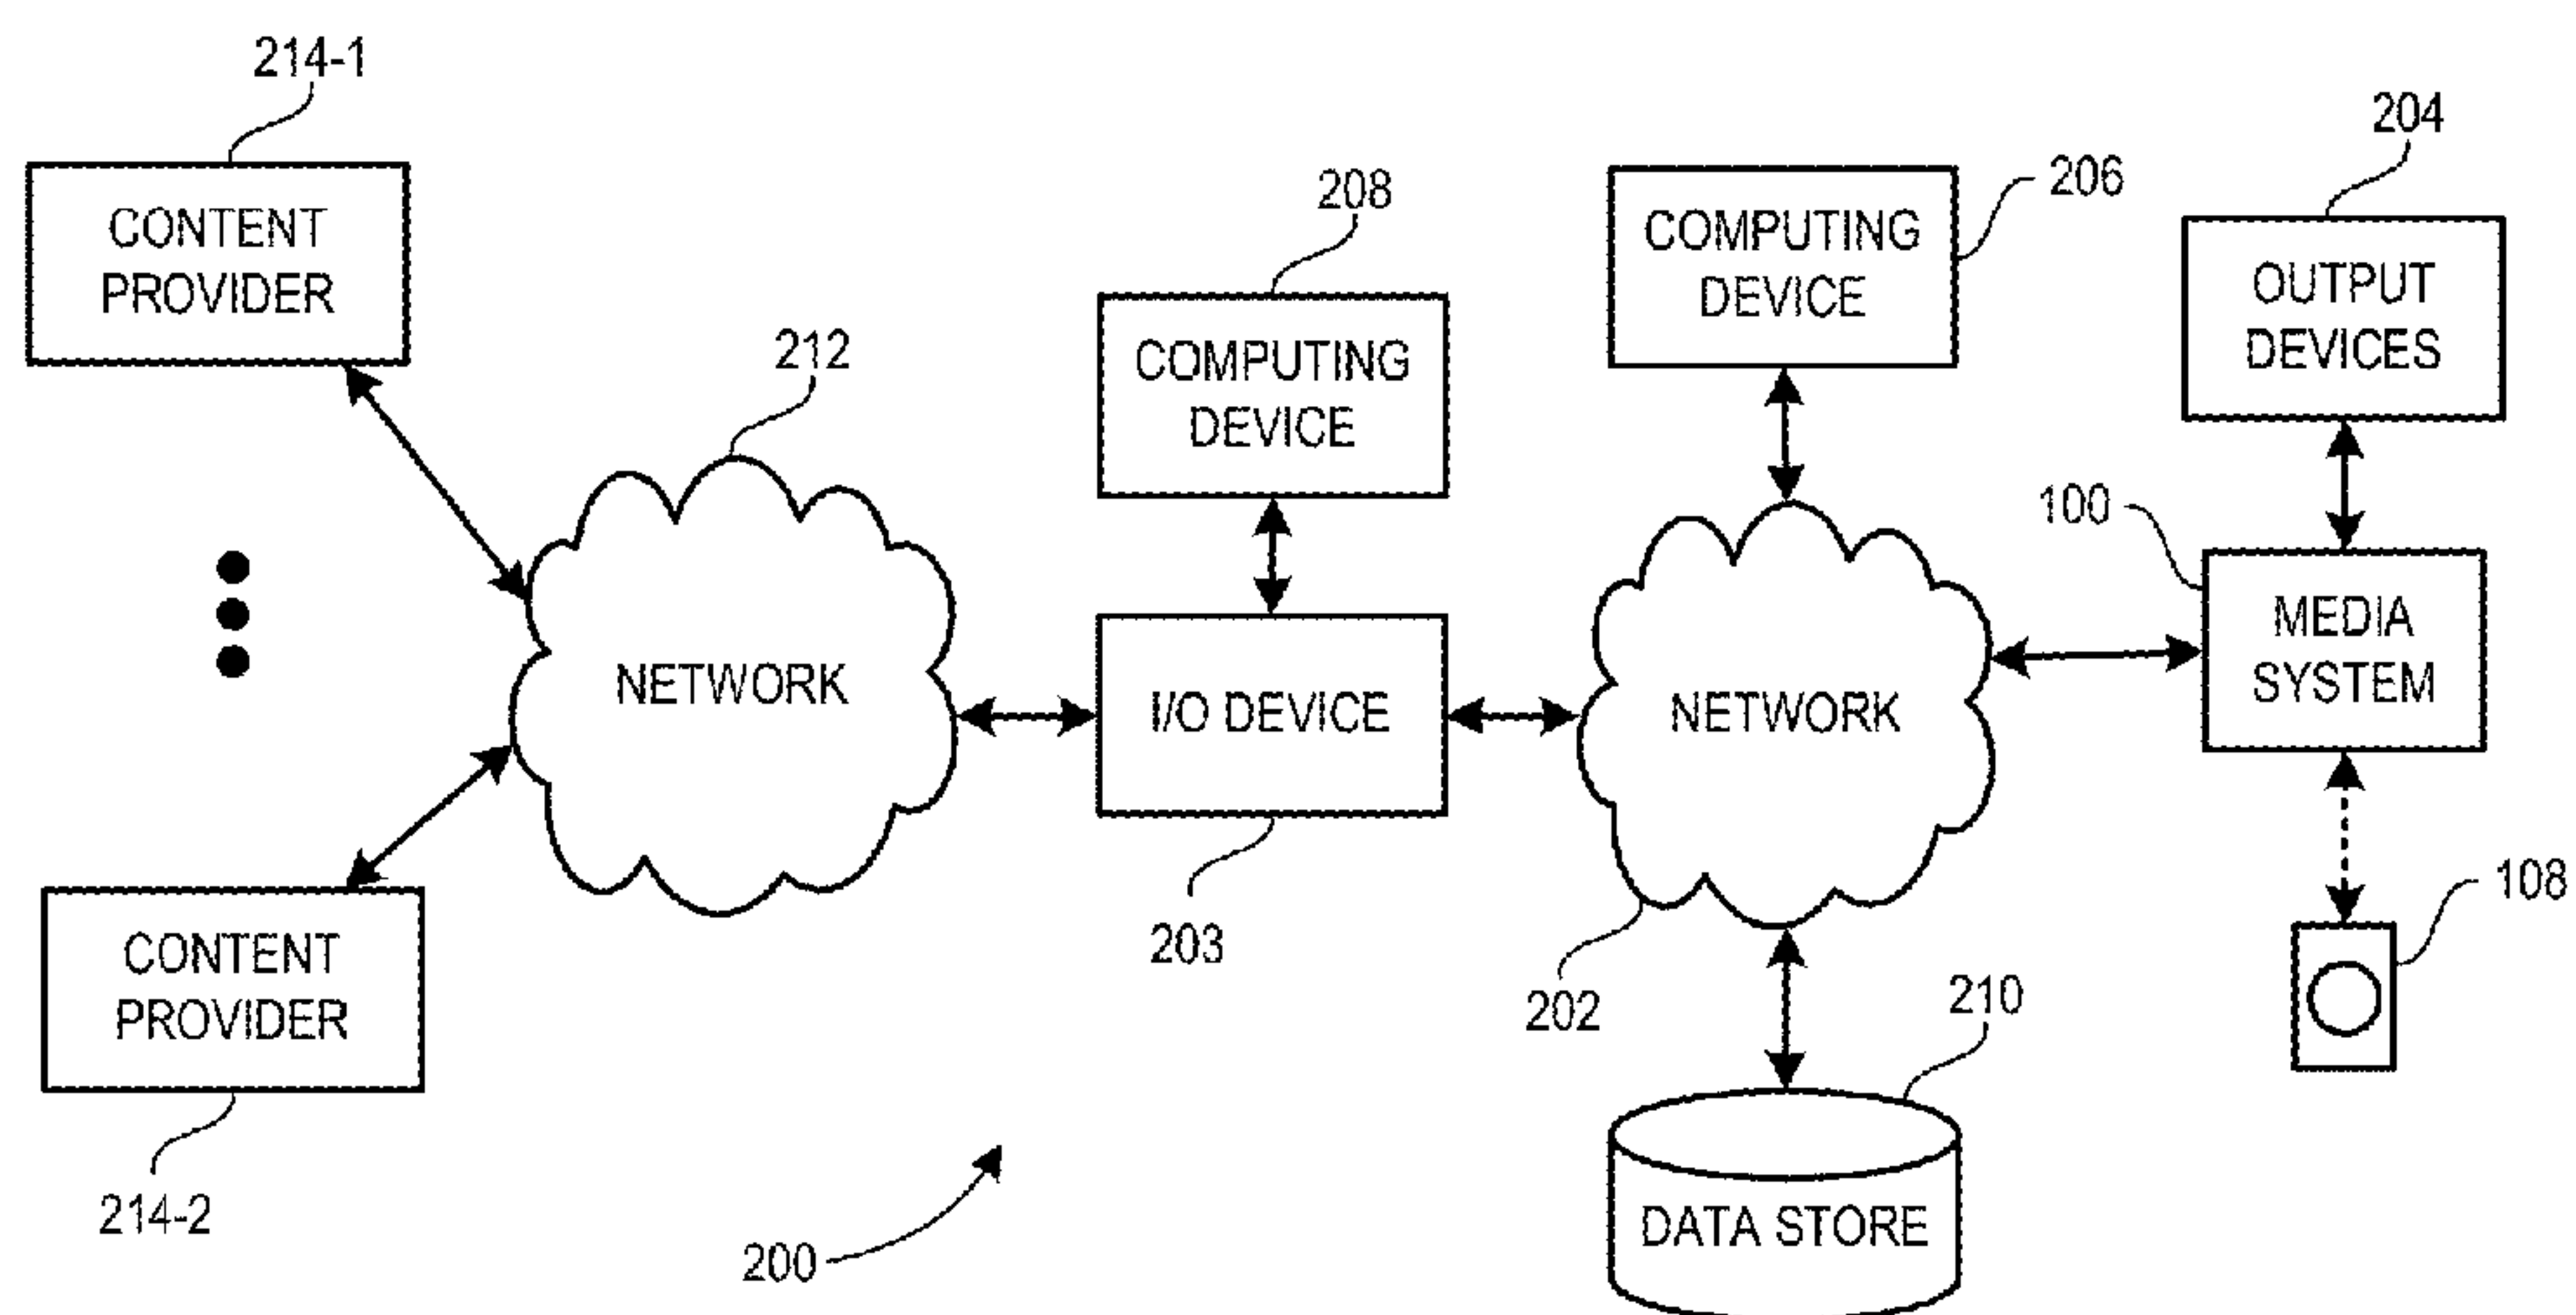 214-1
CONTENT
PROVIDER
212
NETWORK
208
COMPUTING
DEVICE
I/O DEVICE
203
COMPUTING
DEVICE
206
204
OUTPUT
DEVICES
100
MEDIA
SYSTEM
NETWORK
202
108
CONTENT
PROVIDER
214-2
200
210
DATA STORE